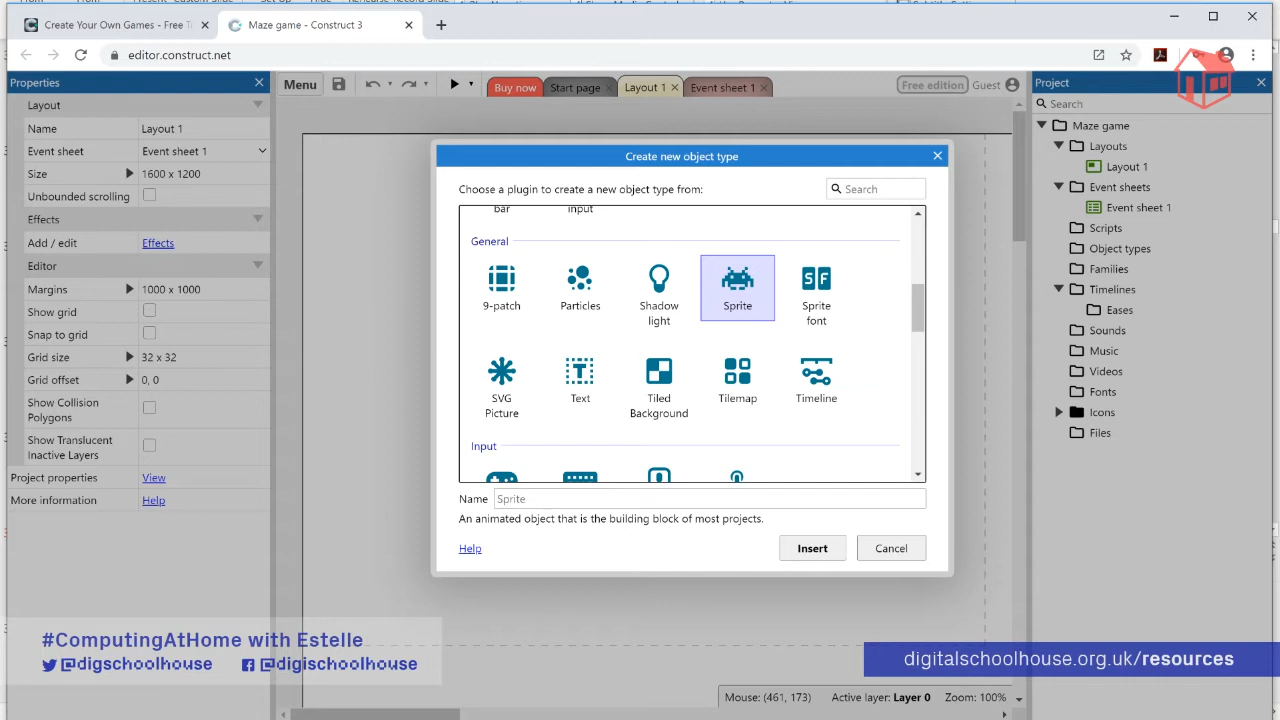 Create Your Own Games - Free T
Maze game - Construct 3
editor.construct.net
Properties
Menu
Buy now
Start page
Layout 1
Event sheet 1
Free edition
Guest
Project
Search
Layout
Name
Layout 1
Event sheet
Event sheet 1
Size
1600 x 1200
Unbounded scrolling
Effects
Add / edit
Effects
Editor
Margins
1000 x 1000
Show grid
Snap to grid
Grid size
32 x 32
Grid offset
0, 0
Show Collision
Polygons
Show Translucent
Inactive Layers
Project properties
View
More information
Help
Create new object type
Choose a plugin to create a new object type from:
Search
bar
input
General
9-patch
Particles
Shadow
light
Sprite
SF
Sprite
font
SVG
Picture
T
Text
Tiled
Background
Tilemap
Timeline
Input
Name
Sprite
An animated object that is the building block of most projects.
Help
Insert
Cancel
Maze game
Layouts
Layout 1
Event sheets
Event sheet 1
Scripts
Object types
Families
Timelines
Eases
Sounds
Music
Videos
Fonts
Icons
Files
#ComputingAtHome with Estelle
@digschoolhouse
@digischoolhouse
digitalschoolhouse.org.uk/resources
Mouse: (461, 173)
Active layer: Layer 0
Zoom: 100%